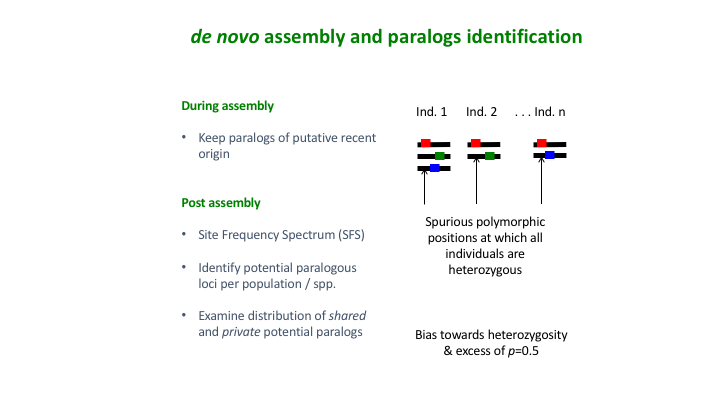 de novo assembly and paralogs identification
During assembly
• Keep paralogs of putative recent
origin
Post assembly
• Site Frequency Spectrum (SFS)
• Identify potential paralogous
loci per population / spp.
• Examine distribution of shared
and private potential paralogs
Ind. 1 Ind. 2 . . . Ind. n
Spurious polymorphic
positions at which all
individuals are
heterozygous
Bias towards heterozygosity
& excess of p=0.5